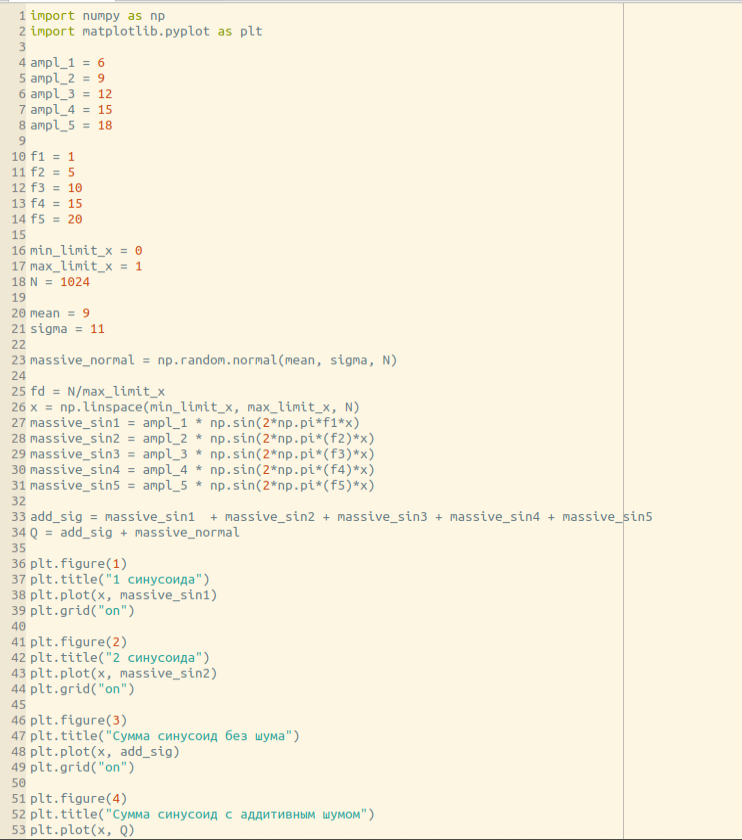 1 import numpy as np
2 import matplotlib.pyplot as plt
3
4 ampl_1 = 6
5 ampl_2 = 9
6 ampl_3 = 12
7 ampl_4 = 15
8 ampl_5 = 18
9
10 f1 = 1
11 f2 = 5
12 f3 = 10
13 f4 = 15
14 f5 = 20
15
16 min_limit_x = 0
17 max_limit_x = 1
18 N = 1024
19
20 mean = 9
21 sigma = 11
22
23 massive_normal = np.random.normal(mean, sigma, N)
24
25 fd = N/max_limit_x
26 x = np.linspace(min_limit_x, max_limit_x, N)
27 massive_sin1 = ampl_1 * np.sin(2*np.pi*f1*x)
28 massive_sin2 = ampl_2 * np.sin(2*np.pi*(f2)*x)
29 massive_sin3 = ampl_3 * np.sin(2*np.pi*(f3)*x)
30 massive_sin4 = ampl_4 * np.sin(2*np.pi*(f4)*x)
31 massive_sin5 = ampl_5 * np.sin(2*np.pi*(f5)*x)
32
33 add_sig = massive_sin1  + massive_sin2 + massive_sin3 + massive_sin4 + massive_sin5
34 Q = add_sig + massive_normal
35
36 plt.figure(1)
37 plt.title("1 синусоида")
38 plt.plot(x, massive_sin1)
39 plt.grid("on")
40
41 plt.figure(2)
42 plt.title("2 синусоида")
43 plt.plot(x, massive_sin2)
44 plt.grid("on")
45
46 plt.figure(3)
47 plt.title("Сумма синусоид без шума")
48 plt.plot(x, add_sig)
49 plt.grid("on")
50
51 plt.figure(4)
52 plt.title("Сумма синусоид с аддитивным шумом")
53 plt.plot(x, Q)